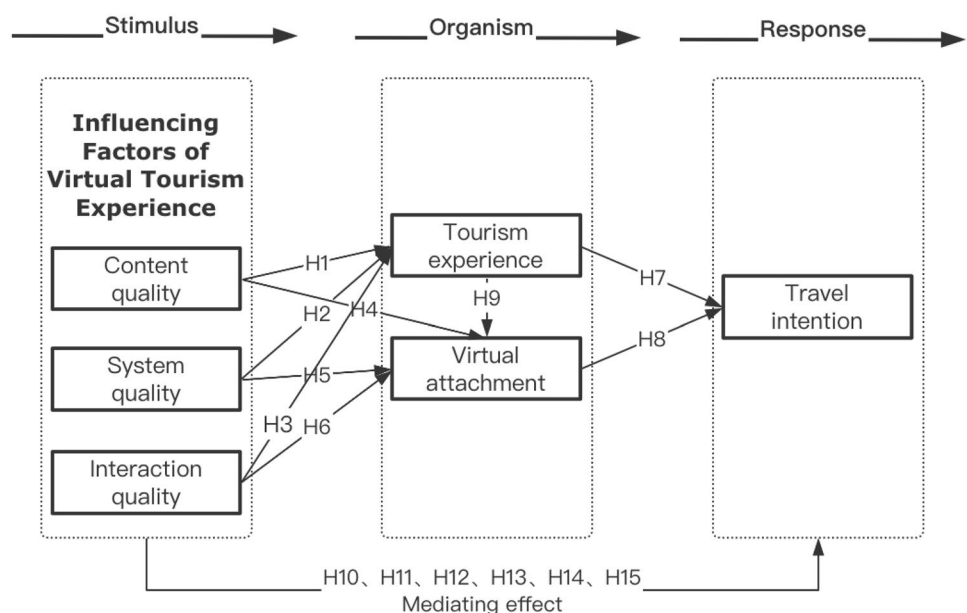 Stimulus
Organism
Response
Influencing
Factors of
Virtual Tourism
Experience
Content
quality
System
quality
Interaction
quality
H1
H2
H4
H5
H3
H6
Tourism
experience
H9
Virtual
attachment
H7
H8
Travel
intention
H10、H11、H12、H13、H14、H15
Mediating effect